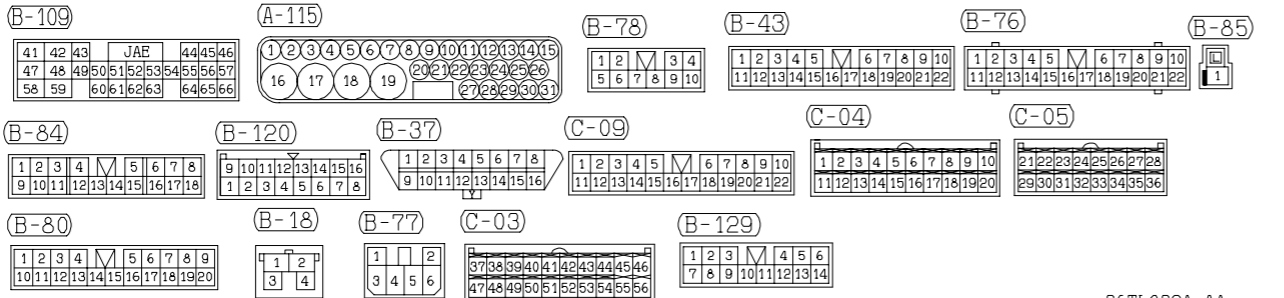 (B-109) (A-115) (B-78) (B-43) (B-76) (B-85)
41 42 43 JAE 44 45 46
47 48 49 50 51 52 53 54 55 56 57
58 59 60 61 62 63 64 65 66
1 2 3 4 5 6 7 8 9 10 11 12 13 14 15
16 17 18 19 20 21 22 23 24 25 26
27 28 29 30 31
1 2 3 4
5 6 7 8 9 10
1 2 3 4 5 6 7 8 9 10
11 12 13 14 15 16 17 18 19 20 21 22
1 2 3 4 5 6 7 8 9 10
11 12 13 14 15 16 17 18 19 20 21 22
1
(B-84) (B-120) (B-37) (C-09) (C-04) (C-05)
1 2 3 4 5 6 7 8
9 10 11 12 13 14 15 16 17 18
9 10 11 12 13 14 15 16
1 2 3 4 5 6 7 8
1 2 3 4 5 6 7 8
9 10 11 12 13 14 15 16
1 2 3 4 5 6 7 8 9 10
11 12 13 14 15 16 17 18 19 20 21 22
1 2 3 4 5 6 7 8 9 10
11 12 13 14 15 16 17 18 19 20
21 22 23 24 25 26 27 28
29 30 31 32 33 34 35 36
(B-80) (B-18) (B-77) (C-03) (B-129)
1 2 3 4 5 6 7 8 9
10 11 12 13 14 15 16 17 18 19 20
1 2
3 4
1 2
3 4 5 6
37 38 39 40 41 42 43 44 45 46
47 48 49 50 51 52 53 54 55 56
1 2 3 4 5 6
7 8 9 10 11 12 13 14